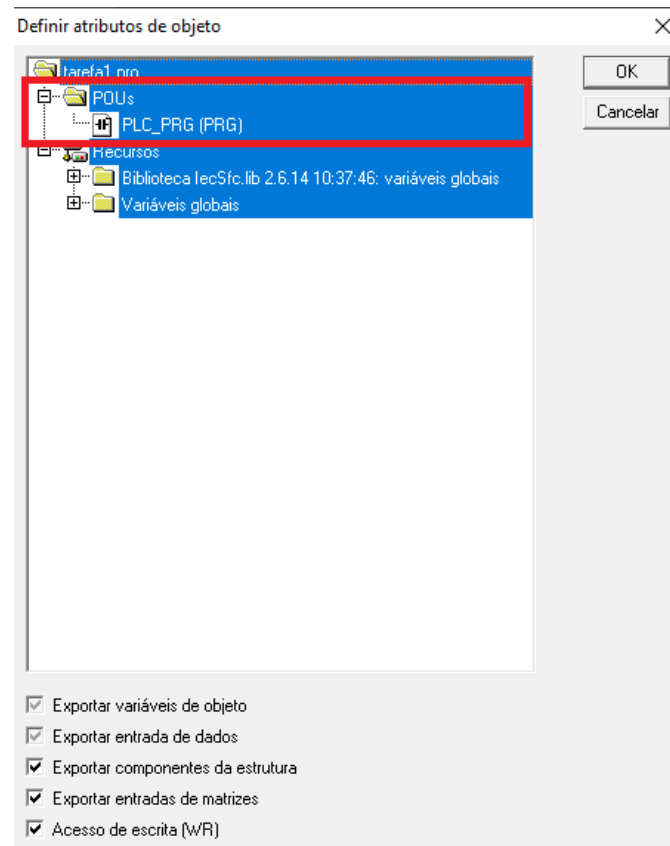 Definir atributos de objeto
tarefa1.pro
OK
POUs
Cancelar
PLC_PRG (PRG)
Recursos
Biblioteca IecSfc.lib 2.6.14 10:37:46: variáveis globais
Variáveis globais
Exportar variáveis de objeto
Exportar entrada de dados
Exportar componentes da estrutura
Exportar entradas de matrizes
Acesso de escrita (WR)